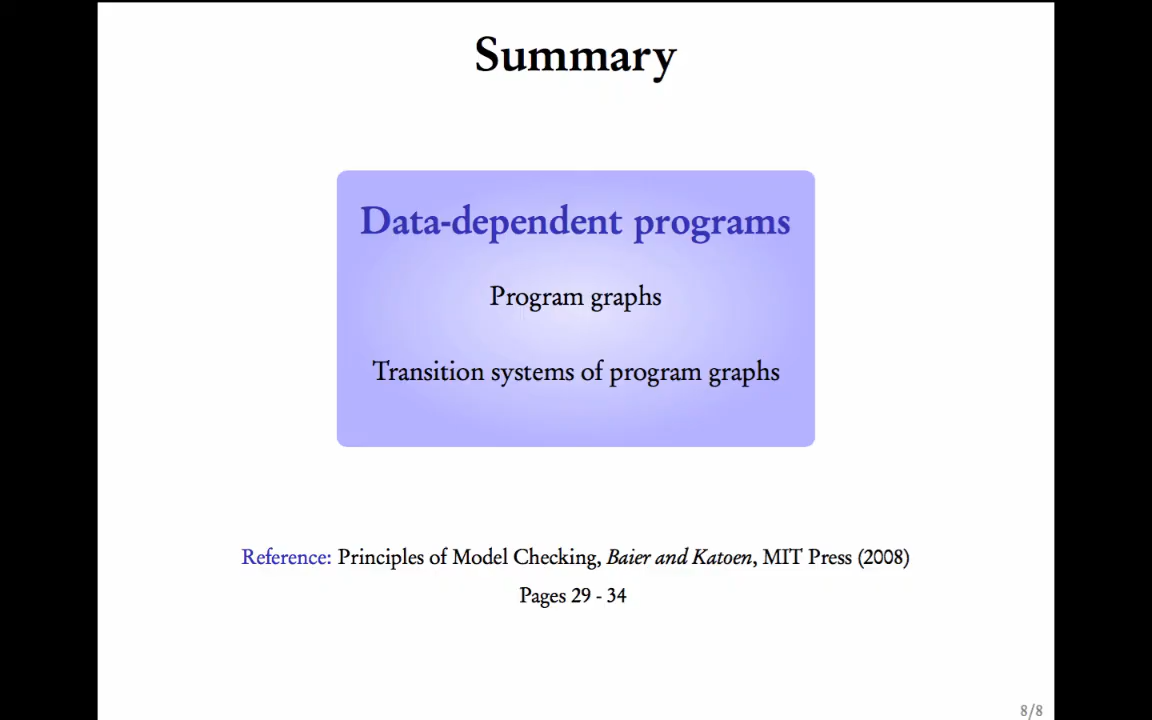 Summary
Data-dependent programs
Program graphs
Transition systems of program graphs
Reference: Principles of Model Checking, Baier and Katoen, MIT Press (2008)
Pages 29 - 34
8/8